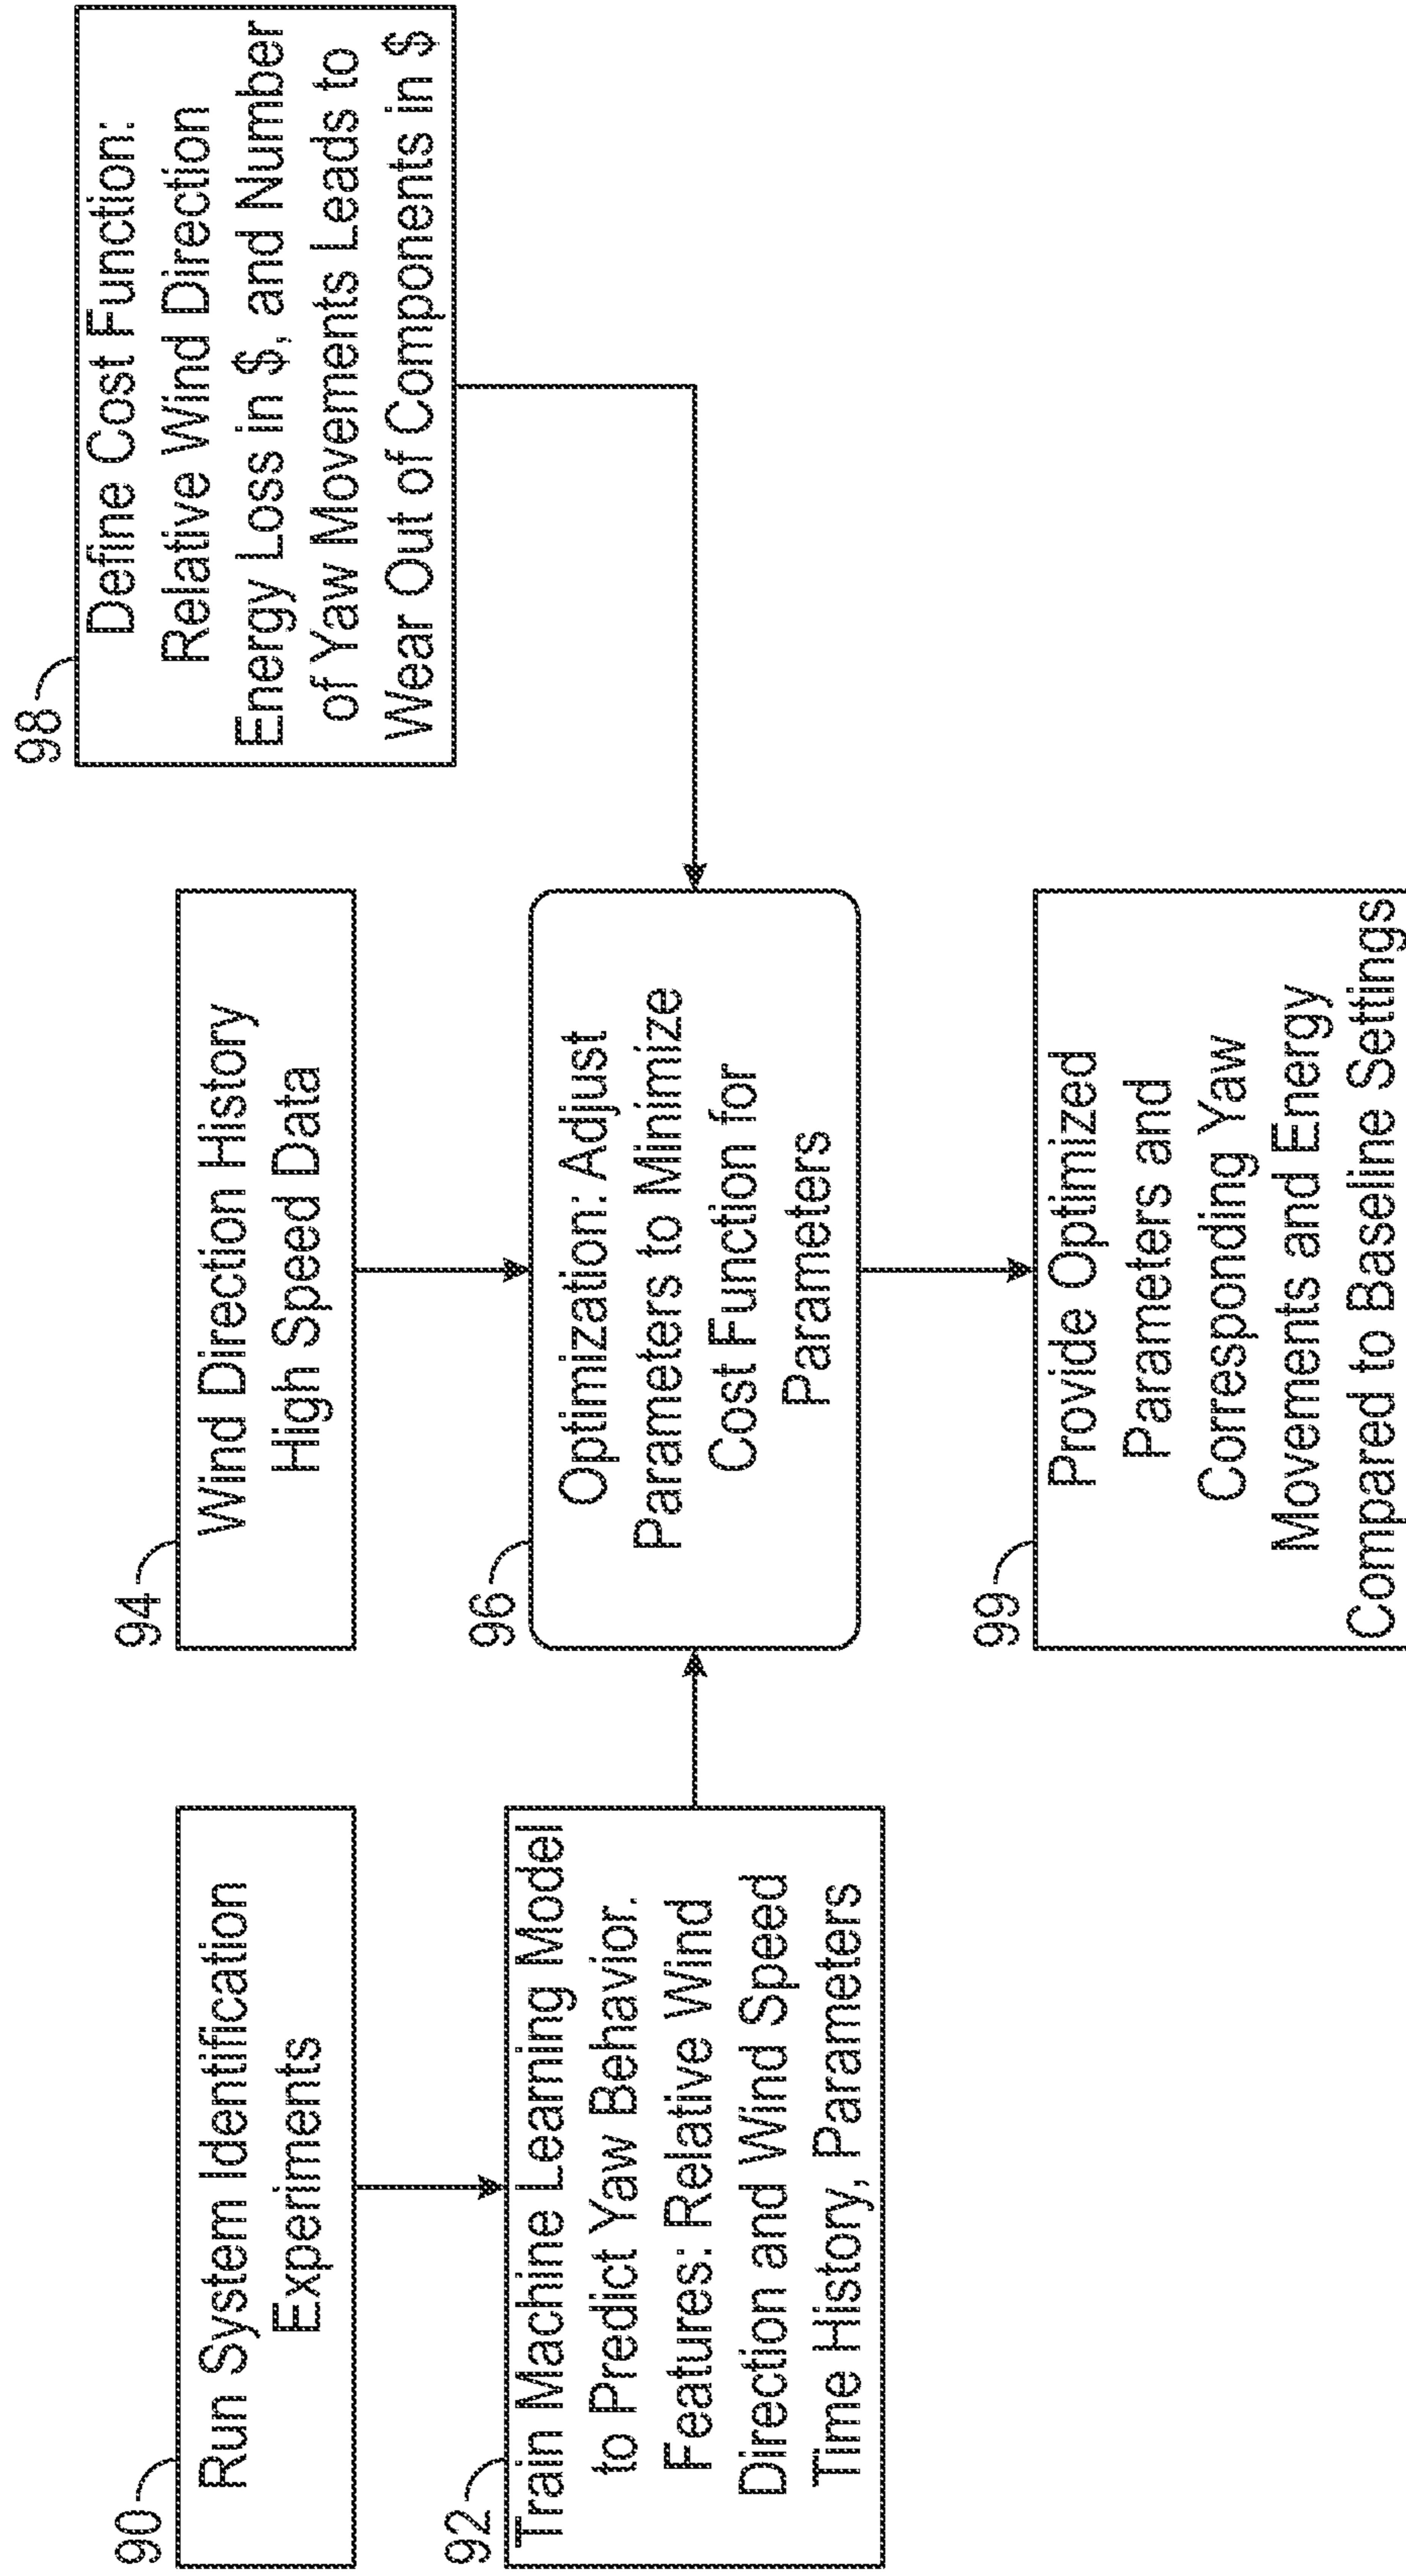 90
Run System Identification
Experiments
92
Train Machine Learning Model
to Predict Yaw Behavior.
Features: Relative Wind
Direction and Wind Speed
Time History, Parameters
94
Wind Direction History
High Speed Data
96
Optimization: Adjust
Parameters to Minimize
Cost Function for
Parameters
98
Define Cost Function:
Relative Wind Direction
Energy Loss in $, and Number
of Yaw Movements Leads to
Wear Out of Components in $
99
Provide Optimized
Parameters and
Corresponding Yaw
Movements and Energy
Compared to Baseline Settings